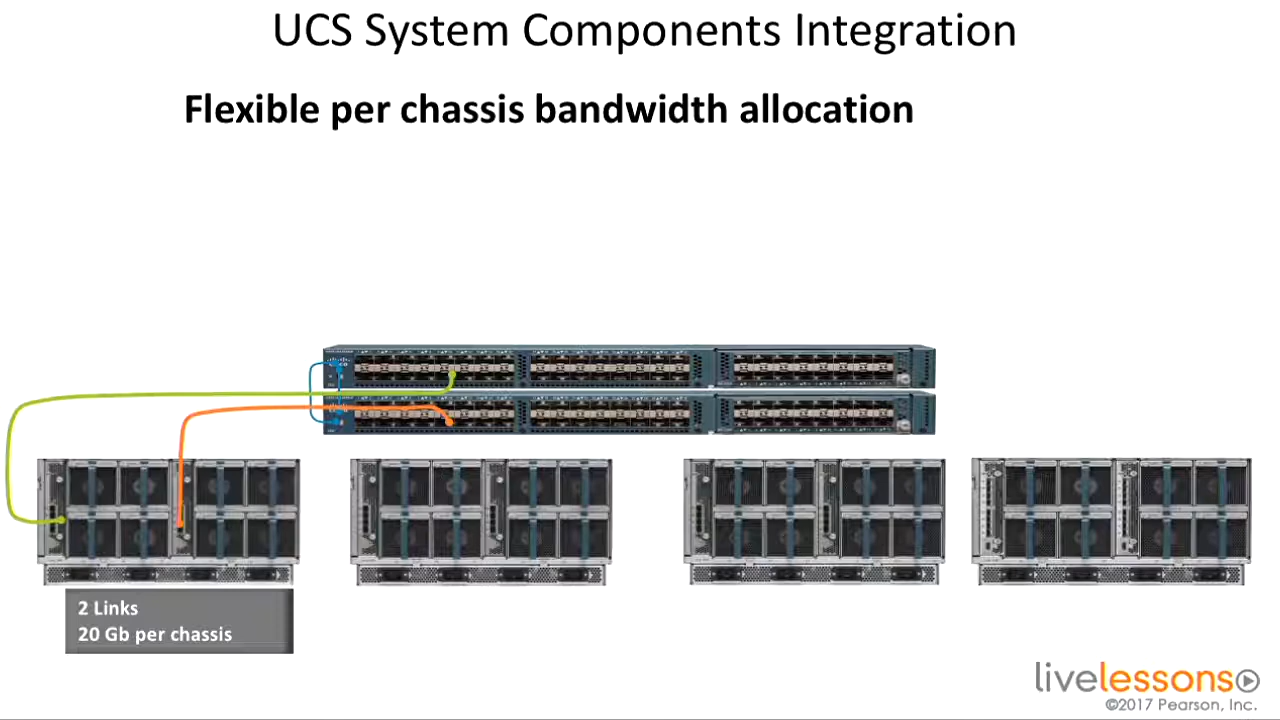 UCS System Components Integration
Flexible per chassis bandwidth allocation
2 Links
20 Gb per chassis
livelessons
©2017 Pearson, Inc.